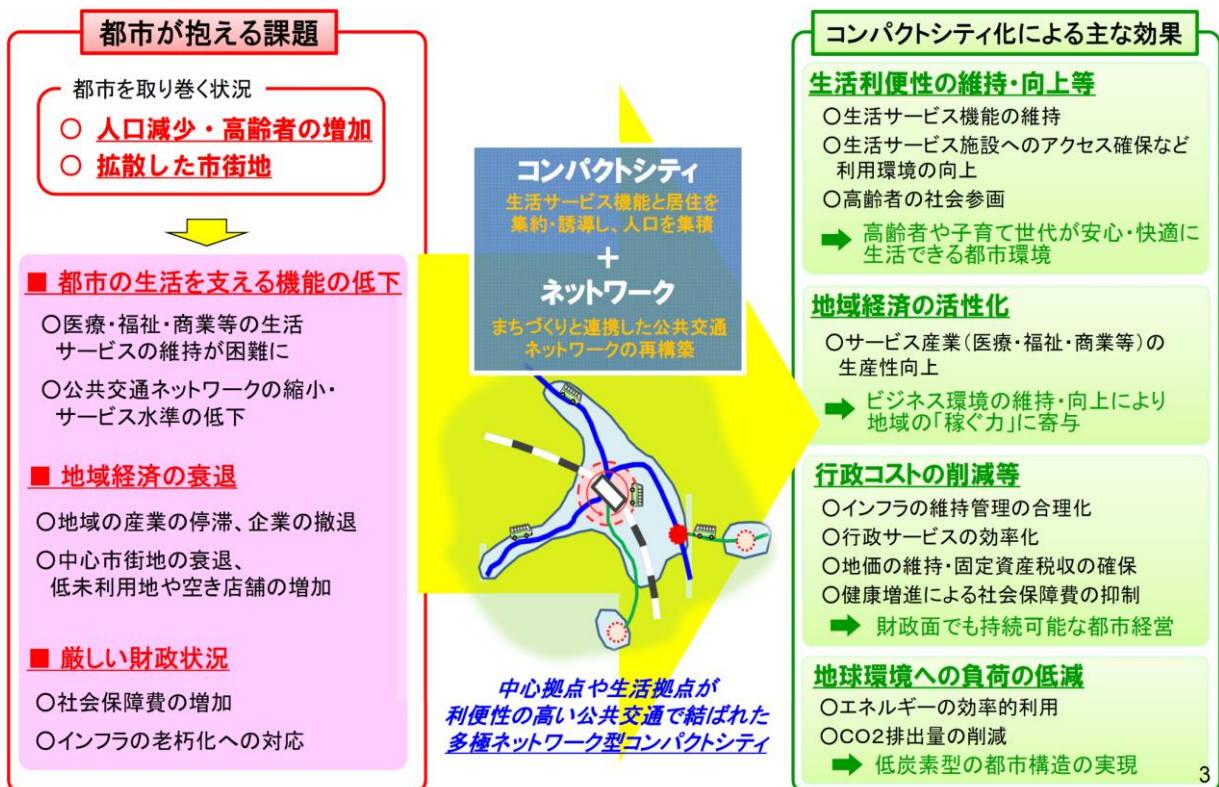 都市が抱える課題
都市を取り巻く状況
○ 人口減少・高齢者の増加
○ 拡散した市街地
■ 都市の生活を支える機能の低下
○医療・福祉・商業等の生活
サービスの維持が困難に
○公共交通ネットワークの縮小・
サービス水準の低下
■ 地域経済の衰退
○地域の産業の停滞、企業の撤退
○中心市街地の衰退、
低未利用地や空き店舗の増加
■ 厳しい財政状況
○社会保障費の増加
○インフラの老朽化への対応
コンパクトシティ
生活サービス機能と居住を
集約・誘導し、人口を集積
+
ネットワーク
まちづくりと連携した公共交通
ネットワークの再構築
中心拠点や生活拠点が
利便性の高い公共交通で結ばれた
多極ネットワーク型コンパクトシティ
コンパクトシティ化による主な効果
生活利便性の維持・向上等
○生活サービス機能の維持
○生活サービス施設へのアクセス確保など
利用環境の向上
○高齢者の社会参画
➡ 高齢者や子育て世代が安心・快適に
生活できる都市環境
地域経済の活性化
○サービス産業(医療・福祉・商業等)の
生産性向上
➡ ビジネス環境の維持・向上により
地域の「稼ぐ力」に寄与
行政コストの削減等
○インフラの維持管理の合理化
○行政サービスの効率化
○地価の維持・固定資産税収の確保
○健康増進による社会保障費の抑制
➡ 財政面でも持続可能な都市経営
地球環境への負荷の低減
○エネルギーの効率的利用
○CO2排出量の削減
➡ 低炭素型の都市構造の実現
3